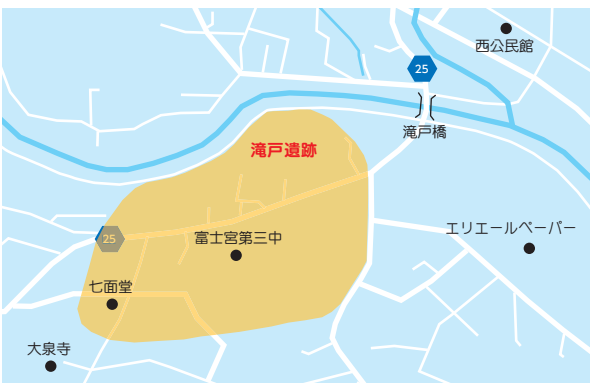 西公民館
25
滝戸橋
滝戸遺跡
エリエールペーパー
25
富士宮第三中
七面堂
大泉寺